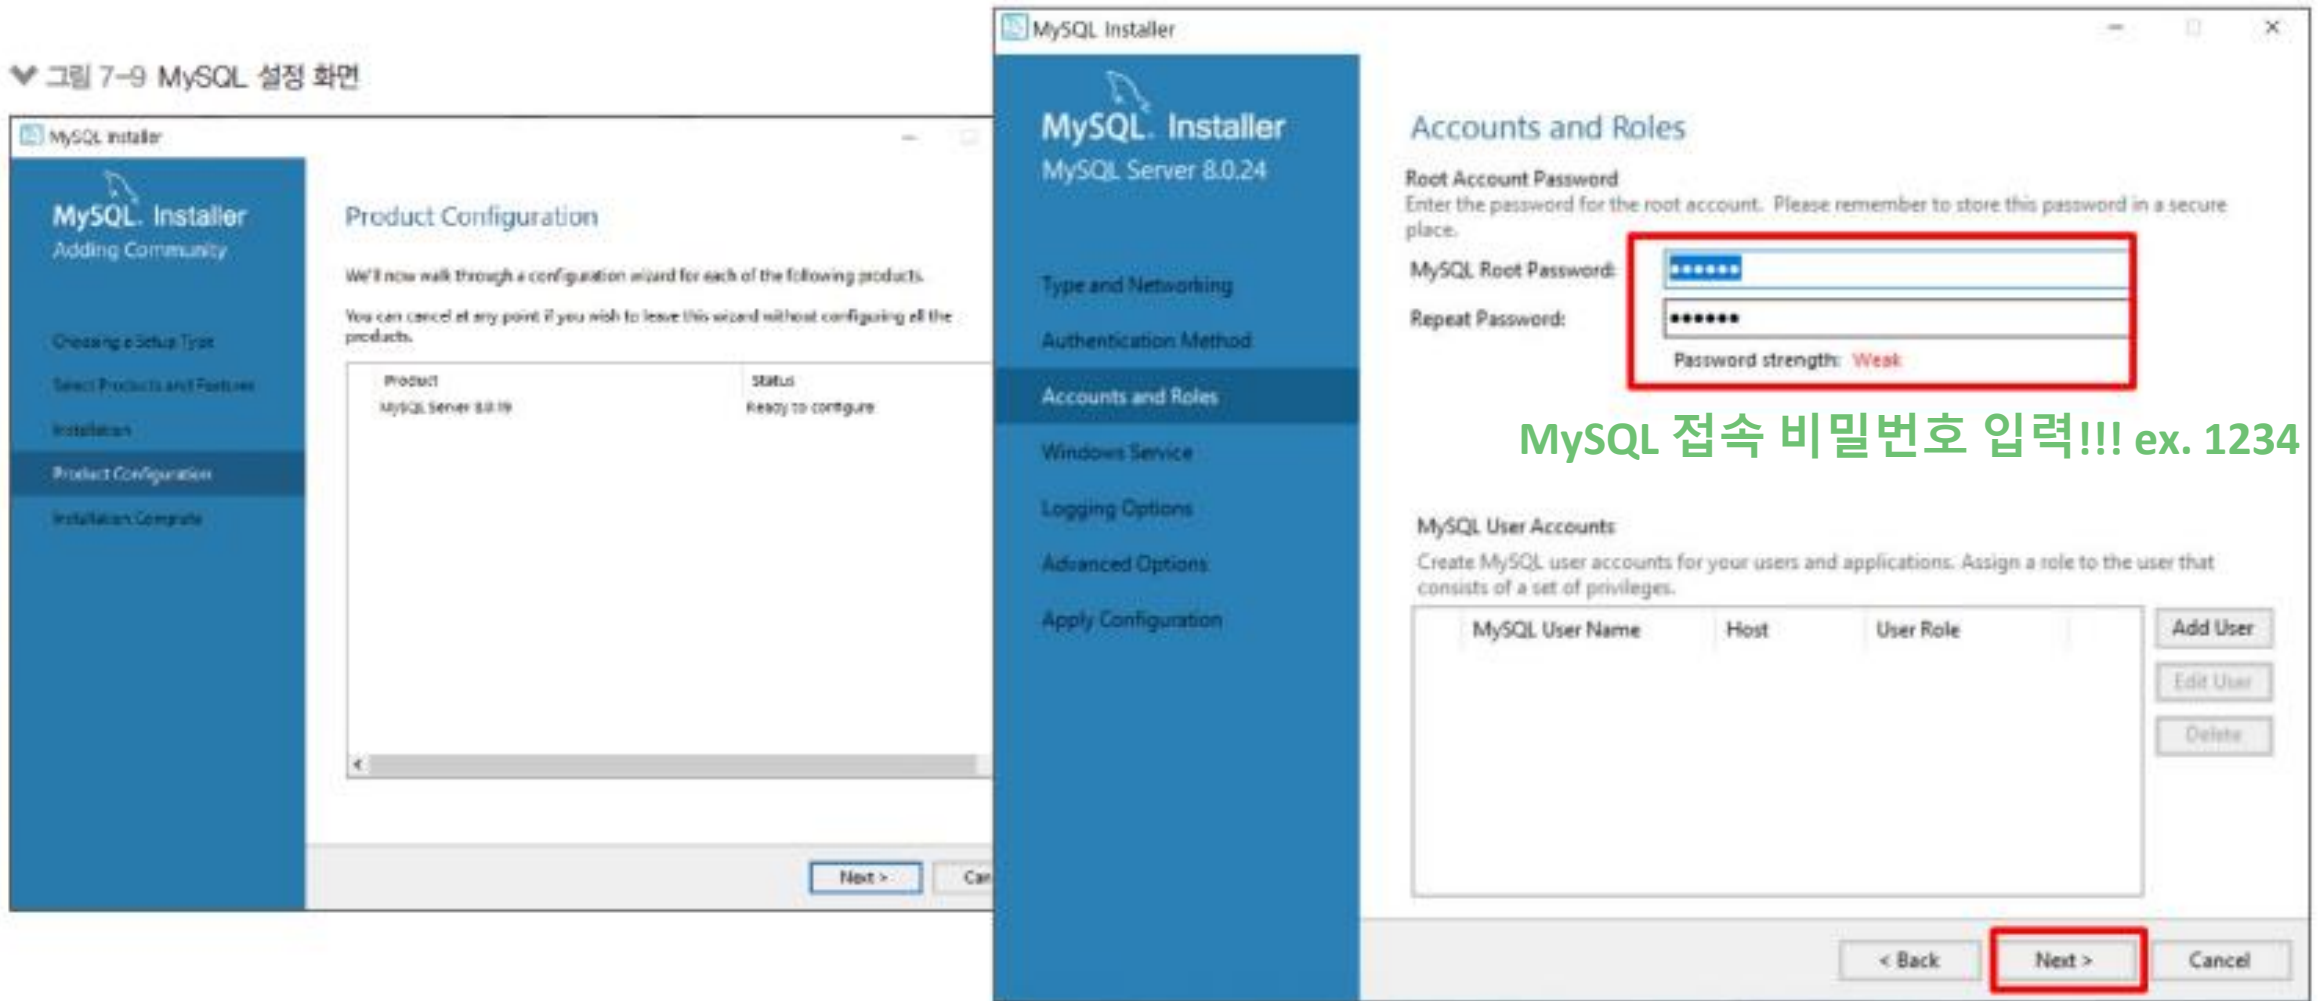 그림 7-9 MySQL 설정 화면
MySQL Installer
MySQL. Installer
Adding Community
Choosing a Setup Type
Select Products and Features
Installation
Product Configuration
Installation Complete
Product Configuration
We'll now walk through a configuration wizard for each of the following products.
You can cancel at any point if you wish to leave this wizard without configuring all the
products.
Product Status
MySQL Server 8.0.19 Ready to configure
Next > Can
MySQL Installer
MySQL. Installer
MySQL Server 8.0.24
Type and Networking
Authentication Method
Accounts and Roles
Windows Service
Logging Options
Advanced Options
Apply Configuration
Accounts and Roles
Root Account Password
Enter the password for the root account. Please remember to store this password in a secure
place.
MySQL Root Password:
Repeat Password:
Password strength: Weak
MySQL 접속 비밀번호 입력!!! ex. 1234
MySQL User Accounts
Create MySQL user accounts for your users and applications. Assign a role to the user that
consists of a set of privileges.
MySQL User Name Host User Role
Add User
Edit User
Delete
< Back Next > Cancel